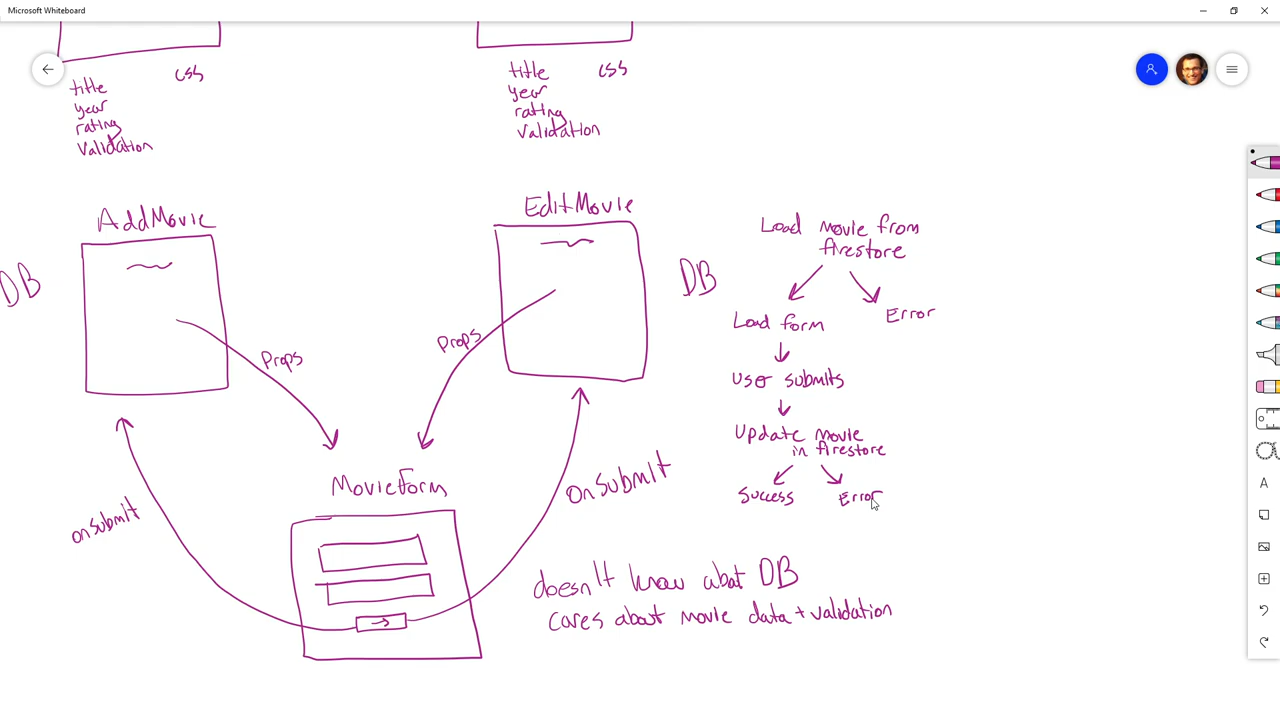 Microsoft Whiteboard
title
css
year
rating
validation
title
css
year
rating
validation
AddMovie
EditMovie
DB
DB
Props
Props
onSubmit
onSubmit
MovieForm
Load movie from
firestore
Load form
Error
User submits
Update movie
in firestore
Success
Error
doesn't know about DB
cares about movie data + validation
A